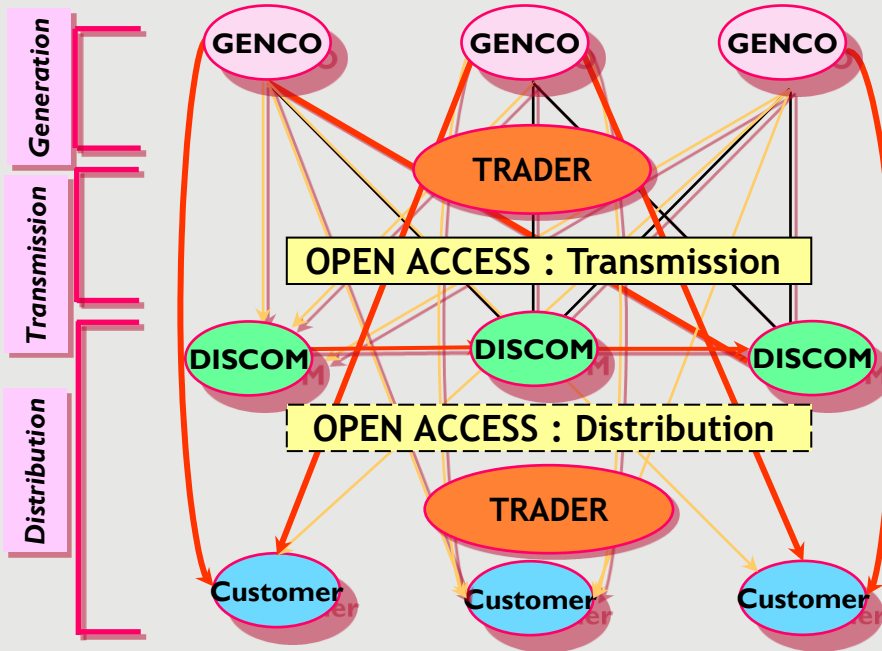 GENCO
GENCO
GENCO
Generation
TRADER
Transmission
OPEN ACCESS : Transmission
DISCOM
DISCOM
DISCOM
OPEN ACCESS : Distribution
Distribution
TRADER
Customer
Customer
Customer